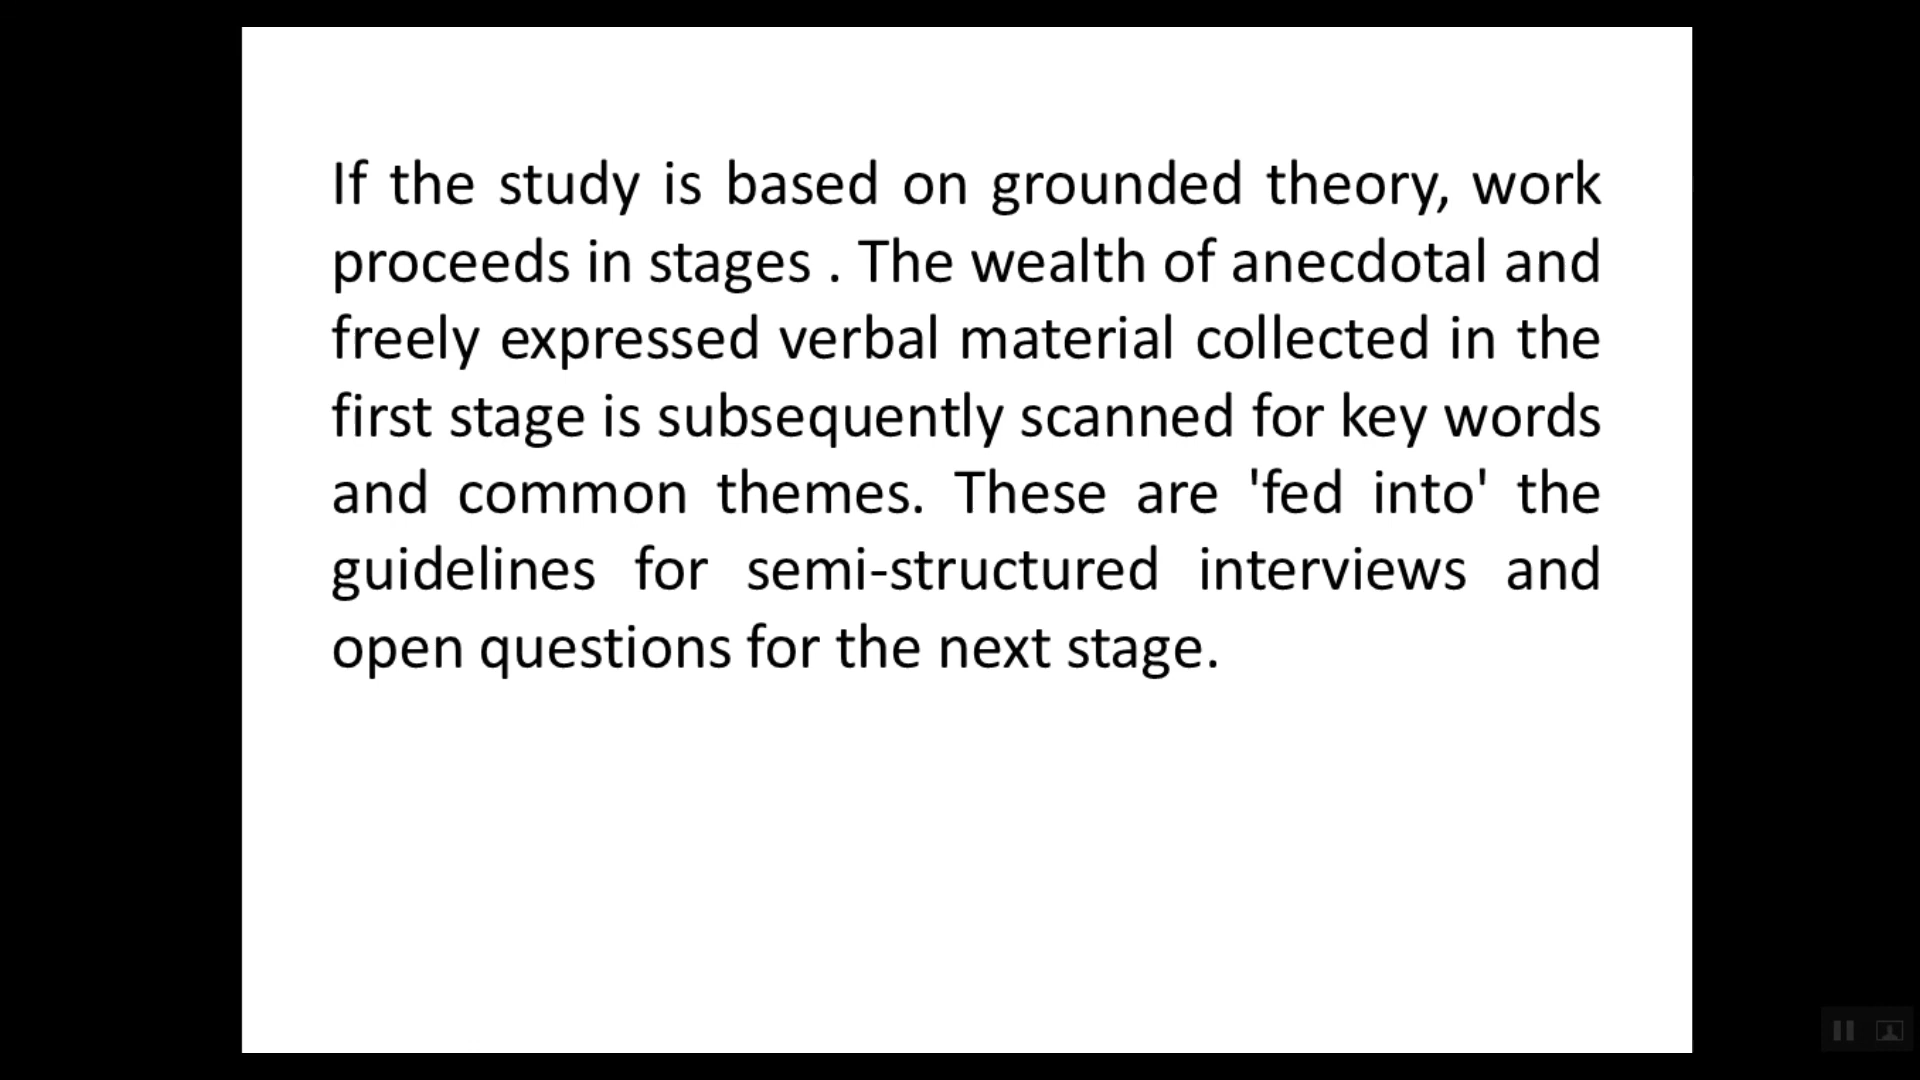 If the study is based on grounded theory, work
proceeds in stages . The wealth of anecdotal and
freely expressed verbal material collected in the
first stage is subsequently scanned for key words
and common themes. These are 'fed into' the
guidelines for semi-structured interviews and
open questions for the next stage.